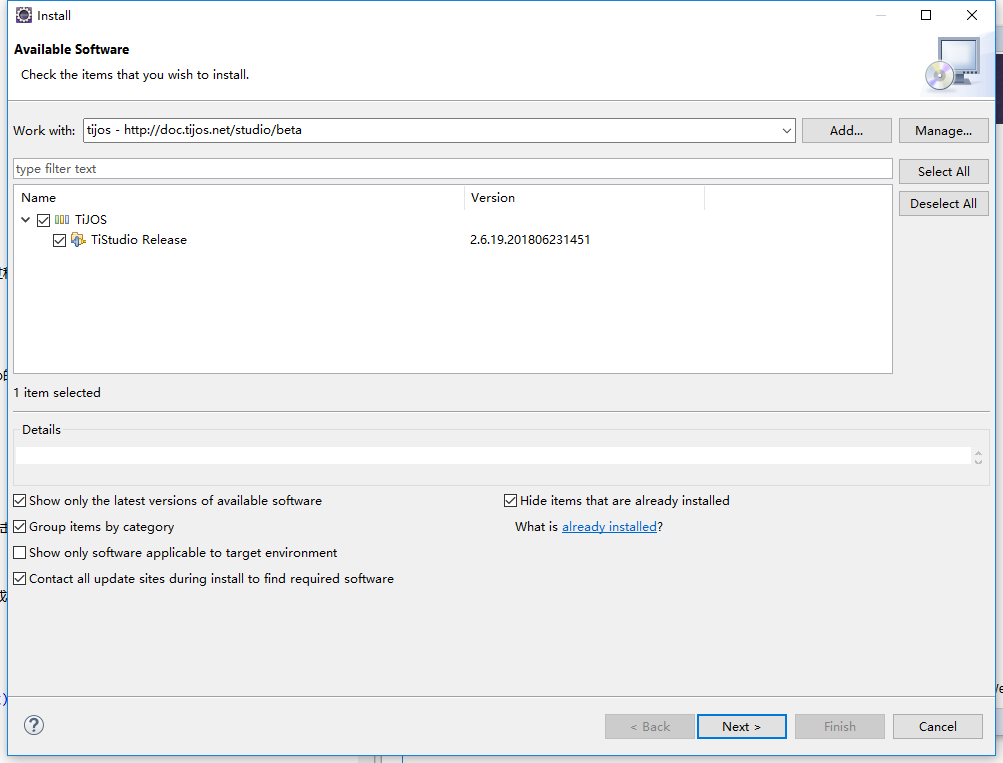 Install
Available Software
Check the items that you wish to install.
Work with: tijos - http://doc.tijos.net/studio/beta Add... Manage...
type filter text Select All
Deselect All
Name Version
TiJOS
TiStudio Release 2.6.19.201806231451
1 item selected
Details
Show only the latest versions of available software Hide items that are already installed
Group items by category What is already installed?
Show only software applicable to target environment
Contact all update sites during install to find required software
? < Back Next > Finish Cancel